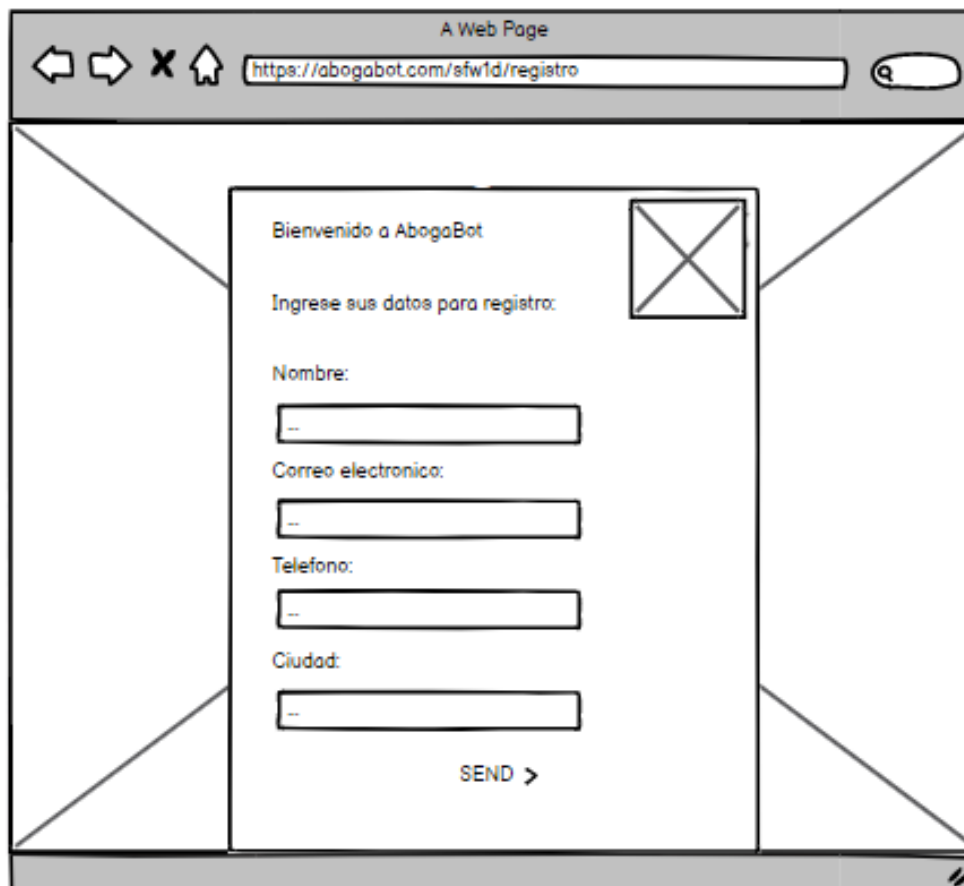 A Web Page
https://abogabot.com/sfw1d/registro
Bienvenido a AbogaBot
Ingrese sus datos para registro:
Nombre:
--
Correo electronico:
--
Telefono:
--
Ciudad:
--
SEND >